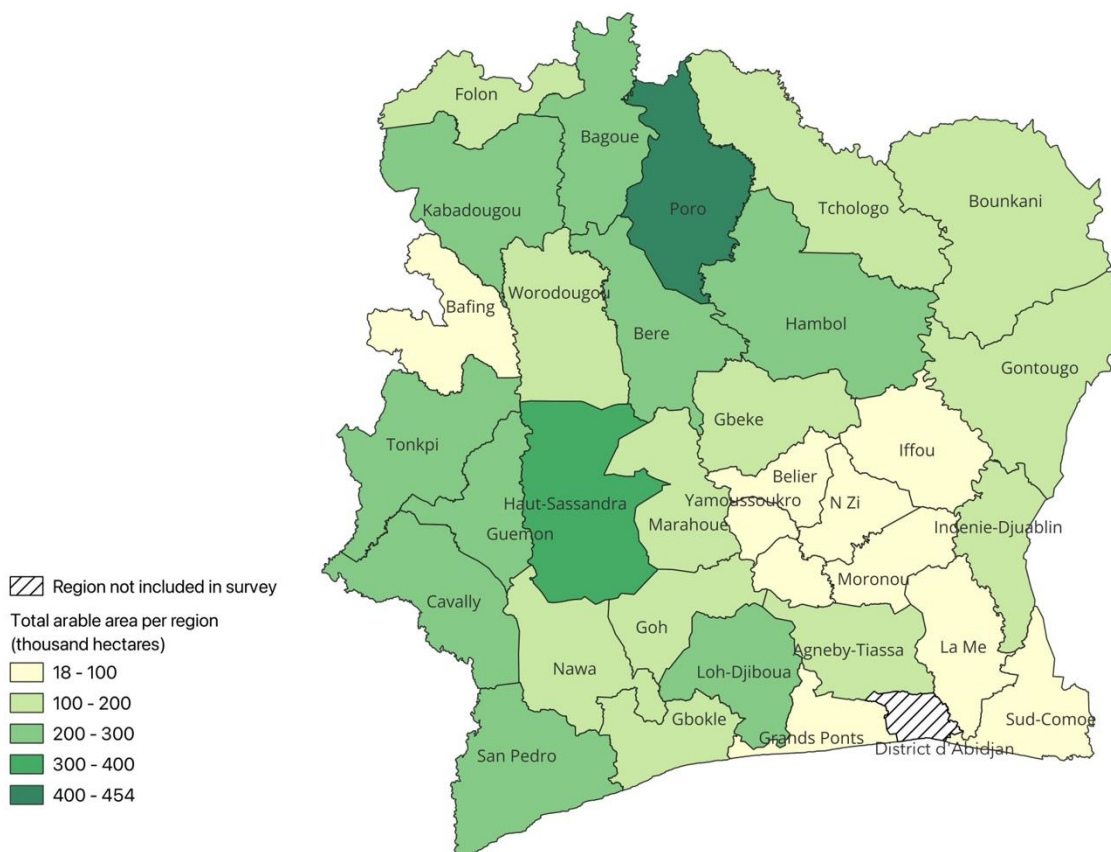 Folon
Bagoue
Poro
Kabadougou
Tchologo
Bounkani
Bafing
Worodougou
Bere
Hambol
Gontougo
Gbeke
Tonkpi
Iffou
Belier
Haut-Sassandra
Yamoussoukro
N Zi
Marahoue
Indenie-Djuablin
Guemon
Moronou
Cavally
Goh
La Me
Agneby-Tiassa
Nawa
Loh-Djiboua
Gbokle
Sud-Comoe
Grands Ponts
District d'Abidjan
San Pedro
Region not included in survey
Total arable area per region
(thousand hectares)
18 - 100
100 - 200
200 - 300
300 - 400
400 - 454